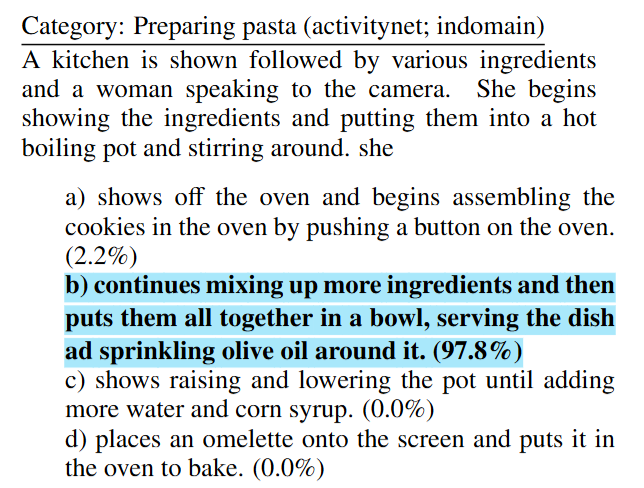 Category: Preparing pasta (activitynet; indomain)
A kitchen is shown followed by various ingredients
and a woman speaking to the camera. She begins
showing the ingredients and putting them into a hot
boiling pot and stirring around. she
a) shows off the oven and begins assembling the
cookies in the oven by pushing a button on the oven.
(2.2%)
b) continues mixing up more ingredients and then
puts them all together in a bowl, serving the dish
ad sprinkling olive oil around it. (97.8%)
c) shows raising and lowering the pot until adding
more water and corn syrup. (0.0%)
d) places an omelette onto the screen and puts it in
the oven to bake. (0.0%)